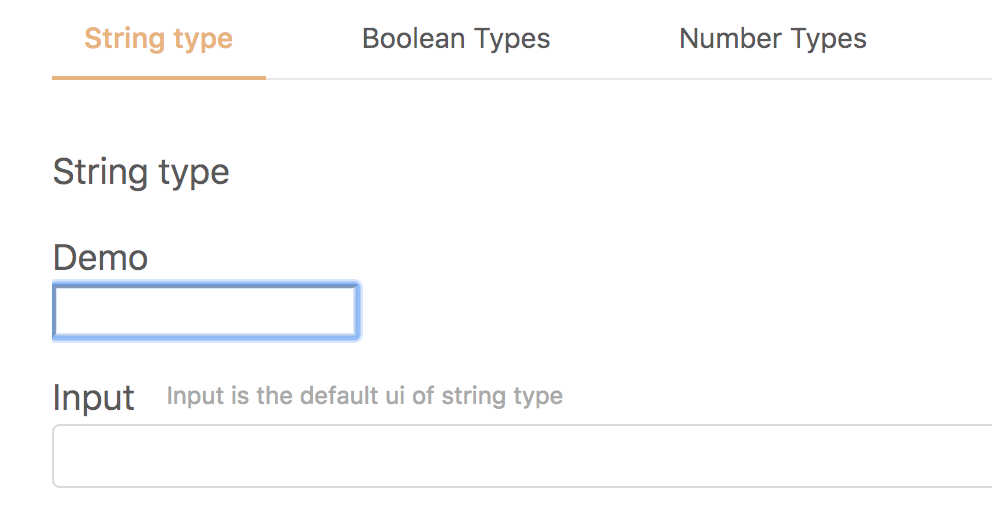 String type Boolean Types Number Types
String type
Demo
Input Input is the default ui of string type